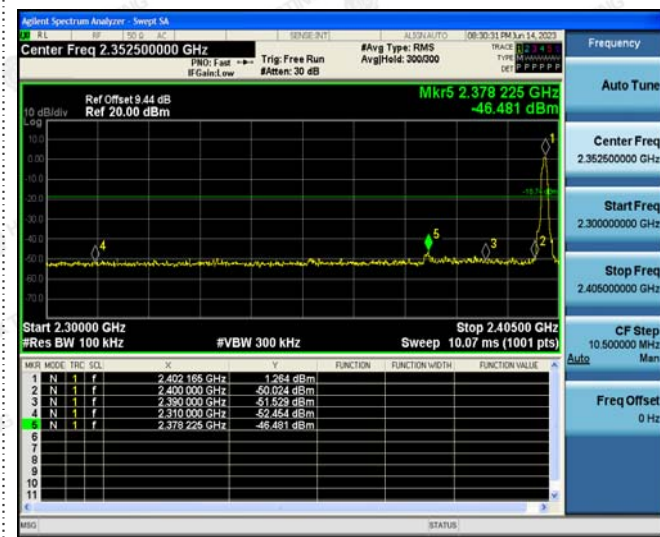 Agilent Spectrum Analyzer - Swept SA
RL RF 50 Ω AC SENSE:INT ALIGN AUTO 08:30:31 PM Jun 14, 2023
Center Freq 2.352500000 GHz
PNO: Fast
IFGain:Low
Trig: Free Run
#Atten: 30 dB
#Avg Type: RMS
Avg|Hold: 300/300
TRACE 1 2 3 4 5 6
TYPE M
DET P P P P P P
Frequency
Auto Tune
Center Freq
2.352500000 GHz
Start Freq
2.300000000 GHz
Stop Freq
2.405000000 GHz
CF Step
10.500000 MHz
Auto Man
Freq Offset
0 Hz
Mkr5 2.378 225 GHz
-46.481 dBm
Ref Offset 9.44 dB
Ref 20.00 dBm
10 dB/div
Log
10.0
0.00
-10.0
-20.0
-30.0
-40.0
-50.0
-60.0
-70.0
1
2
3
4
5
Start 2.30000 GHz
Stop 2.40500 GHz
#Res BW 100 kHz #VBW 300 kHz Sweep 10.07 ms (1001 pts)
MKR MODE TRC SCL X Y FUNCTION FUNCTION WIDTH FUNCTION VALUE
1 N 1 f 2.402 165 GHz 1.264 dBm
2 N 1 f 2.400 000 GHz -50.024 dBm
3 N 1 f 2.390 000 GHz -51.529 dBm
4 N 1 f 2.310 000 GHz -52.454 dBm
5 N 1 f 2.378 225 GHz -46.481 dBm
6
7
8
9
10
11
MSG STATUS